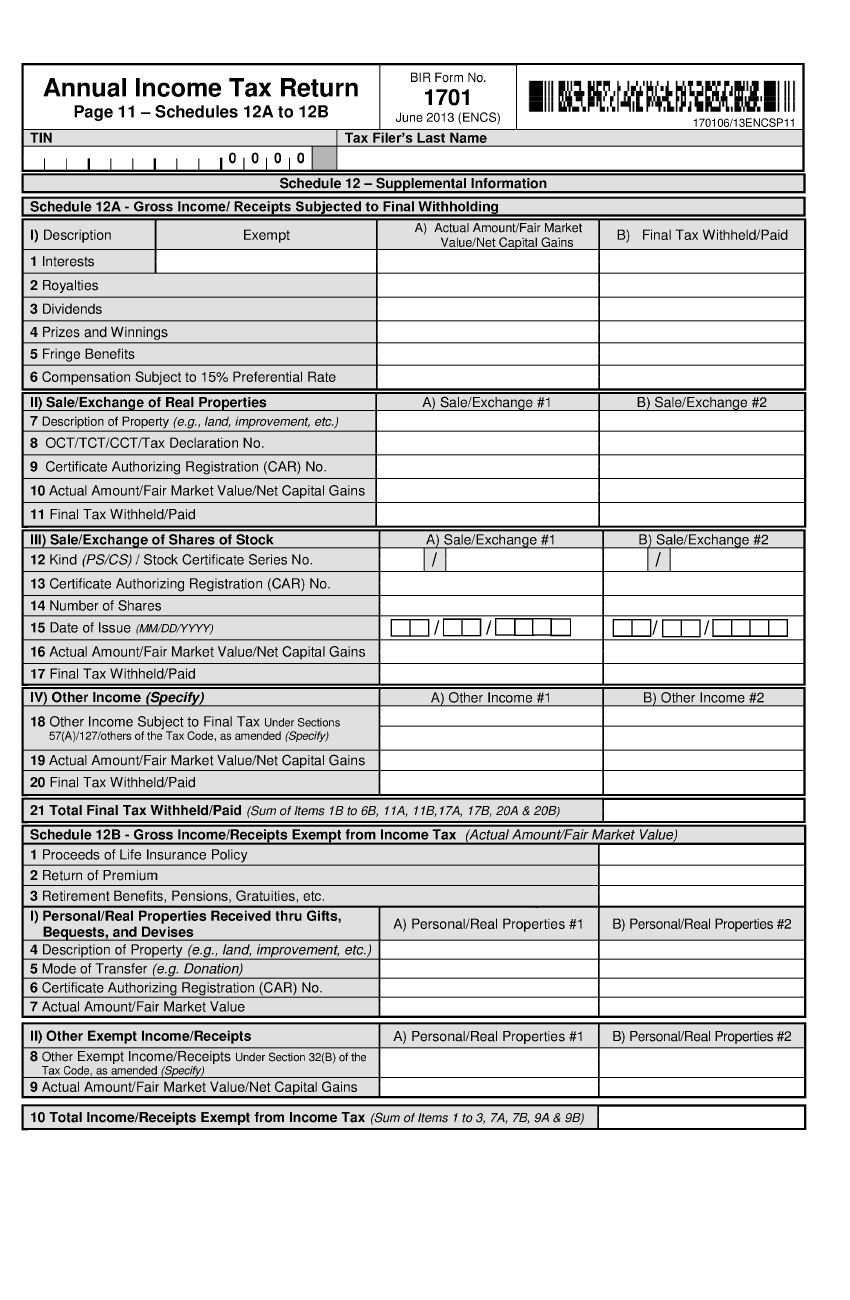 Annual Income Tax Return
Page 11 – Schedules 12A to 12B
BIR Form No.
1701
June 2013 (ENCS)
170106/13ENCSP11
TIN Tax Filer's Last Name
0 0 0 0
Schedule 12 – Supplemental Information
Schedule 12A - Gross Income/ Receipts Subjected to Final Withholding
I) Description Exempt A) Actual Amount/Fair Market Value/Net Capital Gains B) Final Tax Withheld/Paid
1 Interests
2 Royalties
3 Dividends
4 Prizes and Winnings
5 Fringe Benefits
6 Compensation Subject to 15% Preferential Rate
II) Sale/Exchange of Real Properties A) Sale/Exchange #1 B) Sale/Exchange #2
7 Description of Property (e.g., land, improvement, etc.)
8 OCT/TCT/CCT/Tax Declaration No.
9 Certificate Authorizing Registration (CAR) No.
10 Actual Amount/Fair Market Value/Net Capital Gains
11 Final Tax Withheld/Paid
III) Sale/Exchange of Shares of Stock A) Sale/Exchange #1 B) Sale/Exchange #2
12 Kind (PS/CS) / Stock Certificate Series No. / /
13 Certificate Authorizing Registration (CAR) No.
14 Number of Shares
15 Date of Issue (MM/DD/YYYY) / / / /
16 Actual Amount/Fair Market Value/Net Capital Gains
17 Final Tax Withheld/Paid
IV) Other Income (Specify) A) Other Income #1 B) Other Income #2
18 Other Income Subject to Final Tax Under Sections
57(A)/127/others of the Tax Code, as amended (Specify)
19 Actual Amount/Fair Market Value/Net Capital Gains
20 Final Tax Withheld/Paid
21 Total Final Tax Withheld/Paid (Sum of Items 1B to 6B, 11A, 11B,17A, 17B, 20A & 20B)
Schedule 12B - Gross Income/Receipts Exempt from Income Tax (Actual Amount/Fair Market Value)
1 Proceeds of Life Insurance Policy
2 Return of Premium
3 Retirement Benefits, Pensions, Gratuities, etc.
I) Personal/Real Properties Received thru Gifts,
Bequests, and Devises A) Personal/Real Properties #1 B) Personal/Real Properties #2
4 Description of Property (e.g., land, improvement, etc.)
5 Mode of Transfer (e.g. Donation)
6 Certificate Authorizing Registration (CAR) No.
7 Actual Amount/Fair Market Value
II) Other Exempt Income/Receipts A) Personal/Real Properties #1 B) Personal/Real Properties #2
8 Other Exempt Income/Receipts Under Section 32(B) of the
Tax Code, as amended (Specify)
9 Actual Amount/Fair Market Value/Net Capital Gains
10 Total Income/Receipts Exempt from Income Tax (Sum of Items 1 to 3, 7A, 7B, 9A & 9B)